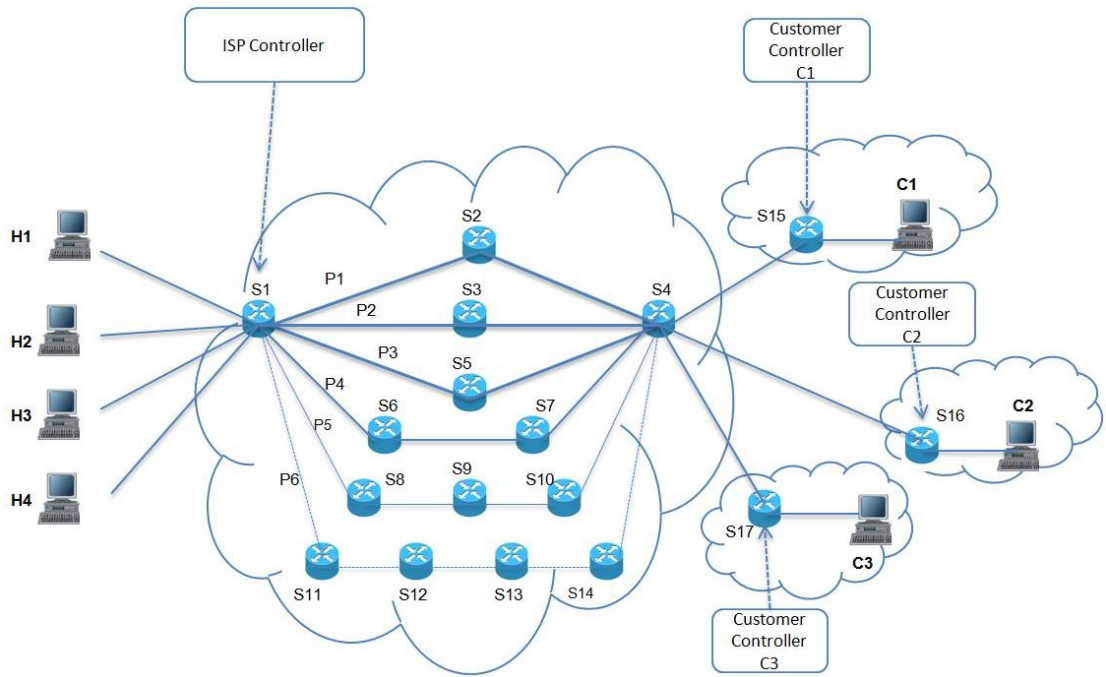 ISP Controller
Customer
Controller
C1
C1
S15
H1
S2
P1
S1
S3
S4
P2
Customer
Controller
C2
H2
P3
S5
P4
S6
S7
H3
C2
S16
P5
S8
S9
S10
P6
H4
S17
C3
S11
S12
S13
S14
Customer
Controller
C3